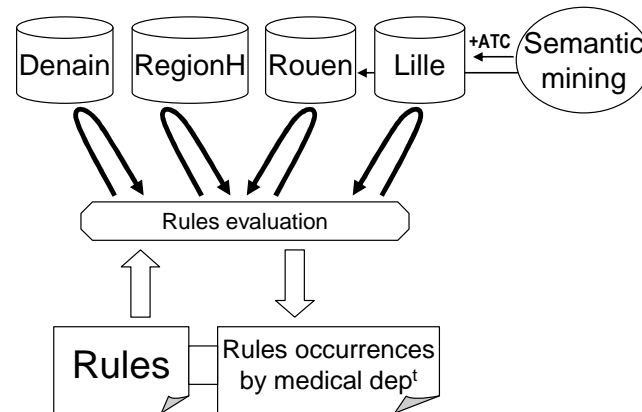 Denain
RegionH
Rouen
Lille
+ATC
Semantic
mining
Rules evaluation
Rules
Rules occurrences
by medical depᵗ